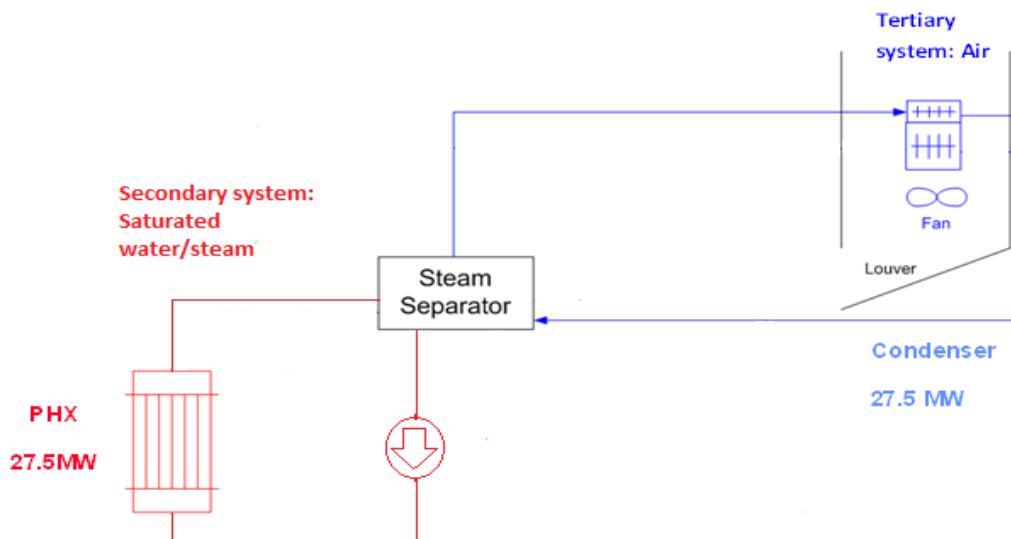 Tertiary
system: Air
Fan
Louver
Secondary system:
Saturated
water/steam
Steam
Separator
Condenser
27.5 MW
PHX
27.5MW